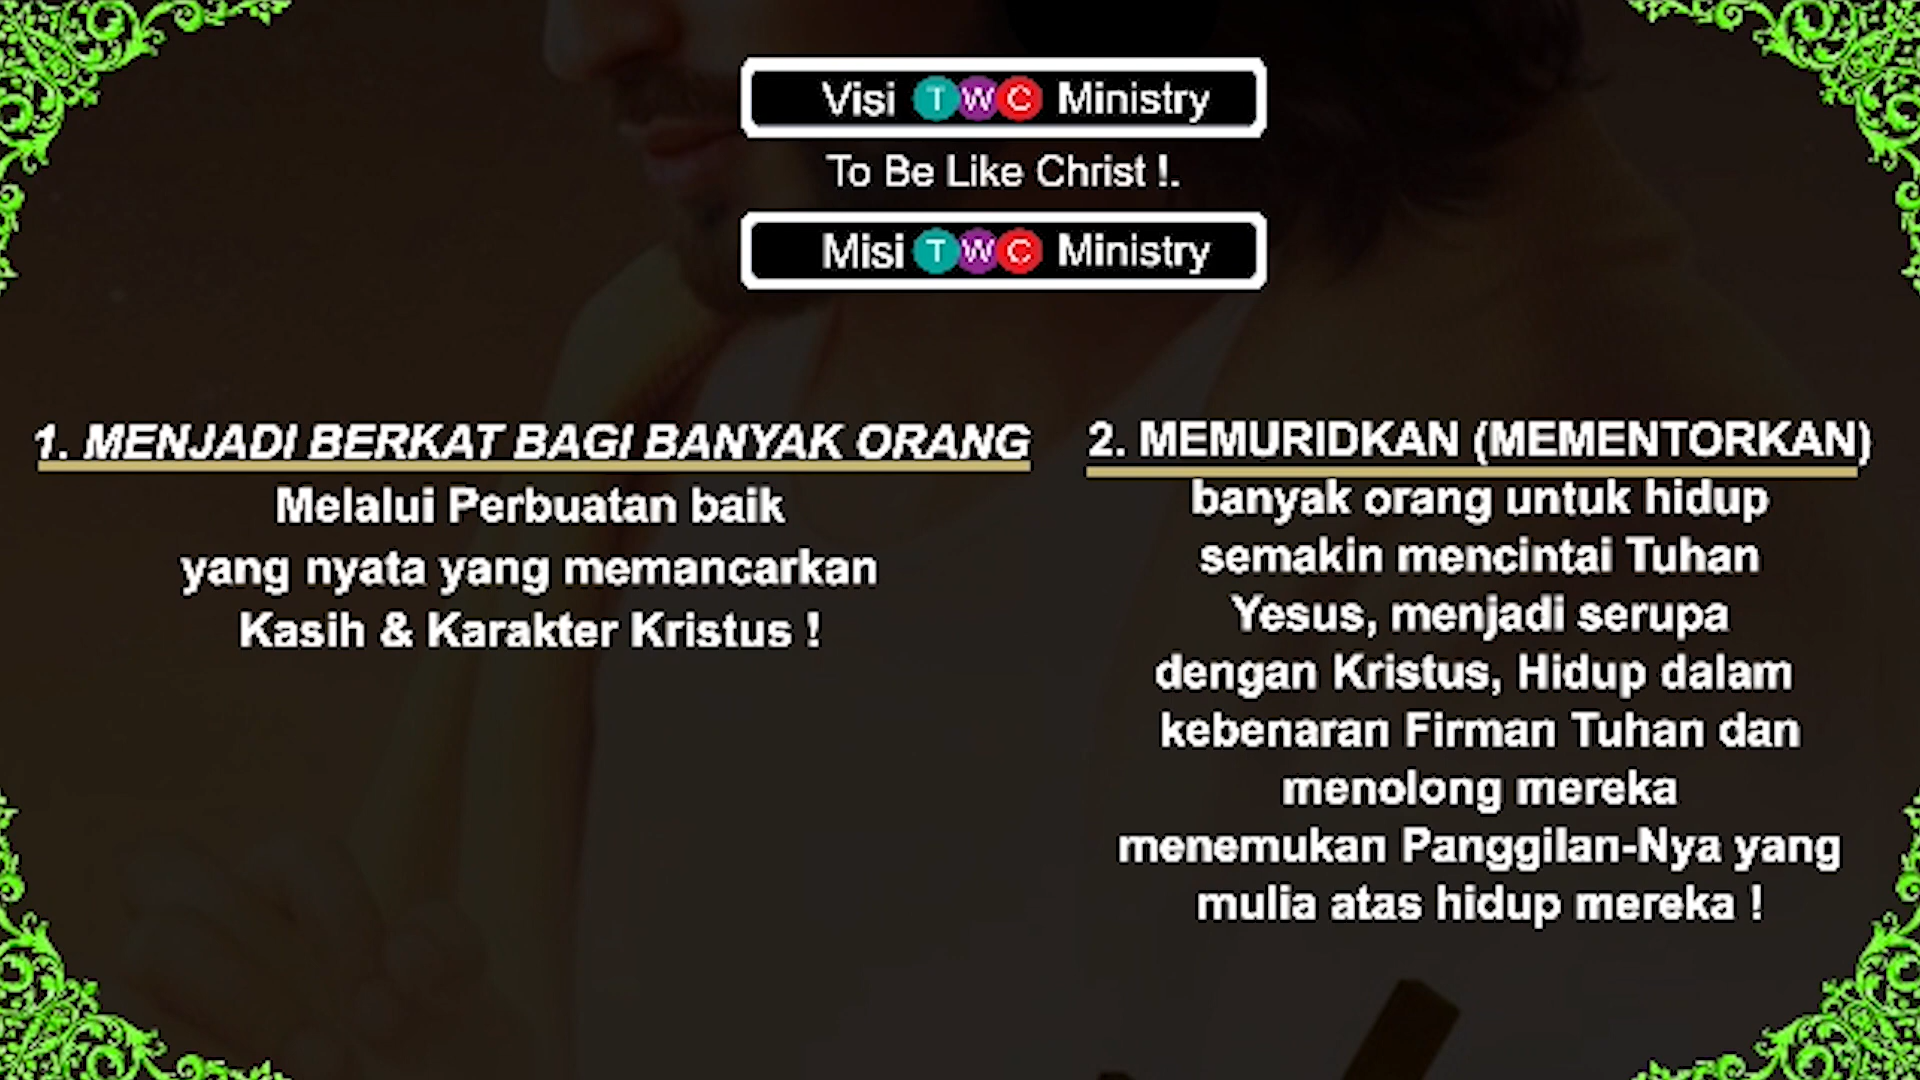 Visi TWC Ministry
To Be Like Christ !.
Misi TWC Ministry
1. MENJADI BERKAT BAGI BANYAK ORANG
Melalui Perbuatan baik
yang nyata yang memancarkan
Kasih & Karakter Kristus !
2. MEMURIDKAN (MEMENTORKAN)
banyak orang untuk hidup
semakin mencintai Tuhan
Yesus, menjadi serupa
dengan Kristus, Hidup dalam
kebenaran Firman Tuhan dan
menolong mereka
menemukan Panggilan-Nya yang
mulia atas hidup mereka !